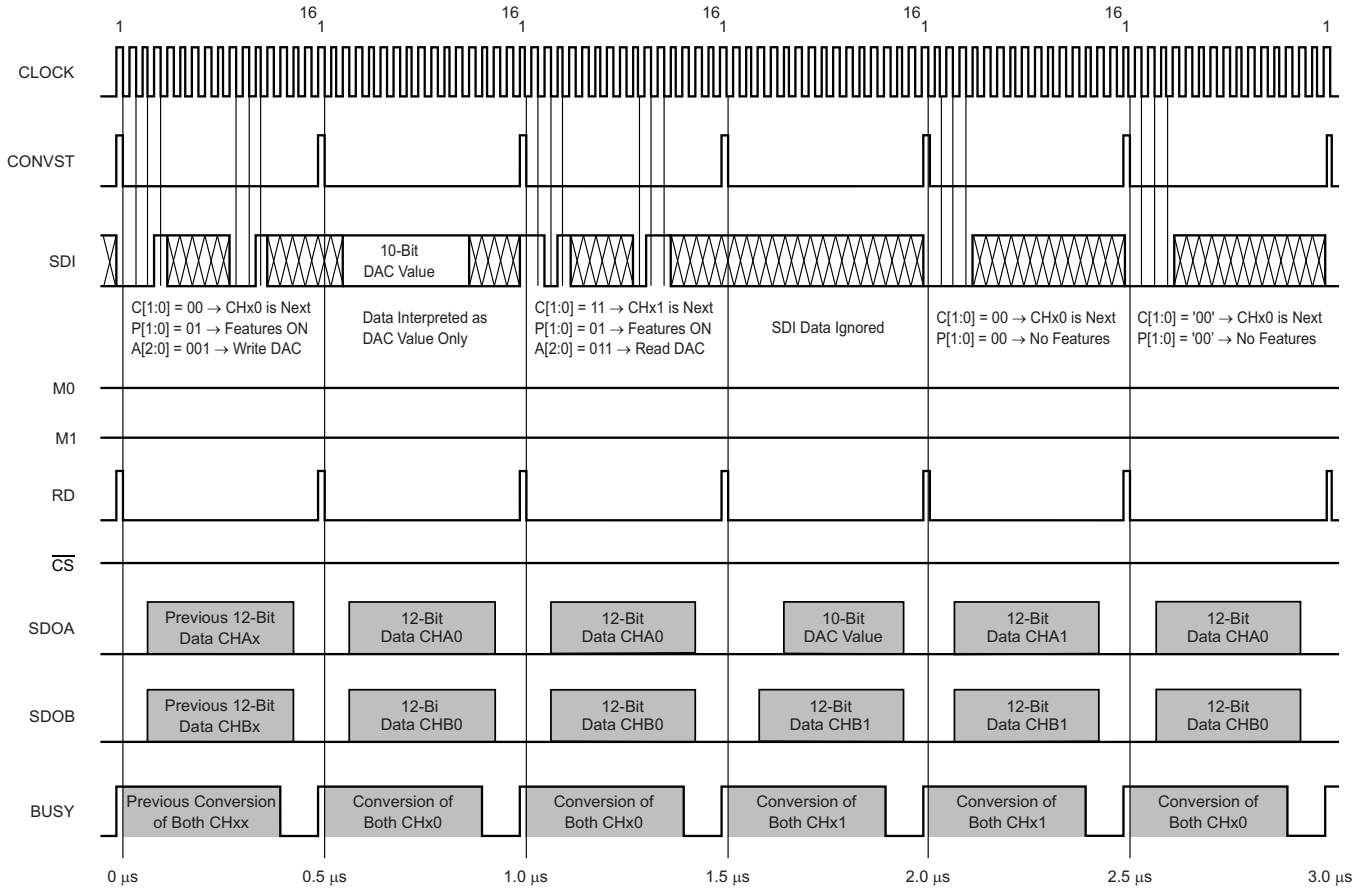 16 16 16 16 16
1 1 1 1 1 1 1
CLOCK
CONVST
SDI
10-Bit
DAC Value
C[1:0] = 00 → CHx0 is Next
P[1:0] = 01 → Features ON
A[2:0] = 001 → Write DAC
Data Interpreted as
DAC Value Only
C[1:0] = 11 → CHx1 is Next
P[1:0] = 01 → Features ON
A[2:0] = 011 → Read DAC
SDI Data Ignored
C[1:0] = 00 → CHx0 is Next
P[1:0] = 00 → No Features
C[1:0] = '00' → CHx0 is Next
P[1:0] = '00' → No Features
M0
M1
RD
CS
SDOA
Previous 12-Bit
Data CHAx
12-Bit
Data CHA0
12-Bit
Data CHA0
10-Bit
DAC Value
12-Bit
Data CHA1
12-Bit
Data CHA0
SDOB
Previous 12-Bit
Data CHBx
12-Bi
Data CHB0
12-Bit
Data CHB0
12-Bit
Data CHB1
12-Bit
Data CHB1
12-Bit
Data CHB0
BUSY
Previous Conversion
of Both CHxx
Conversion of
Both CHx0
Conversion of
Both CHx0
Conversion of
Both CHx1
Conversion of
Both CHx1
Conversion of
Both CHx0
0 µs 0.5 µs 1.0 µs 1.5 µs 2.0 µs 2.5 µs 3.0 µs